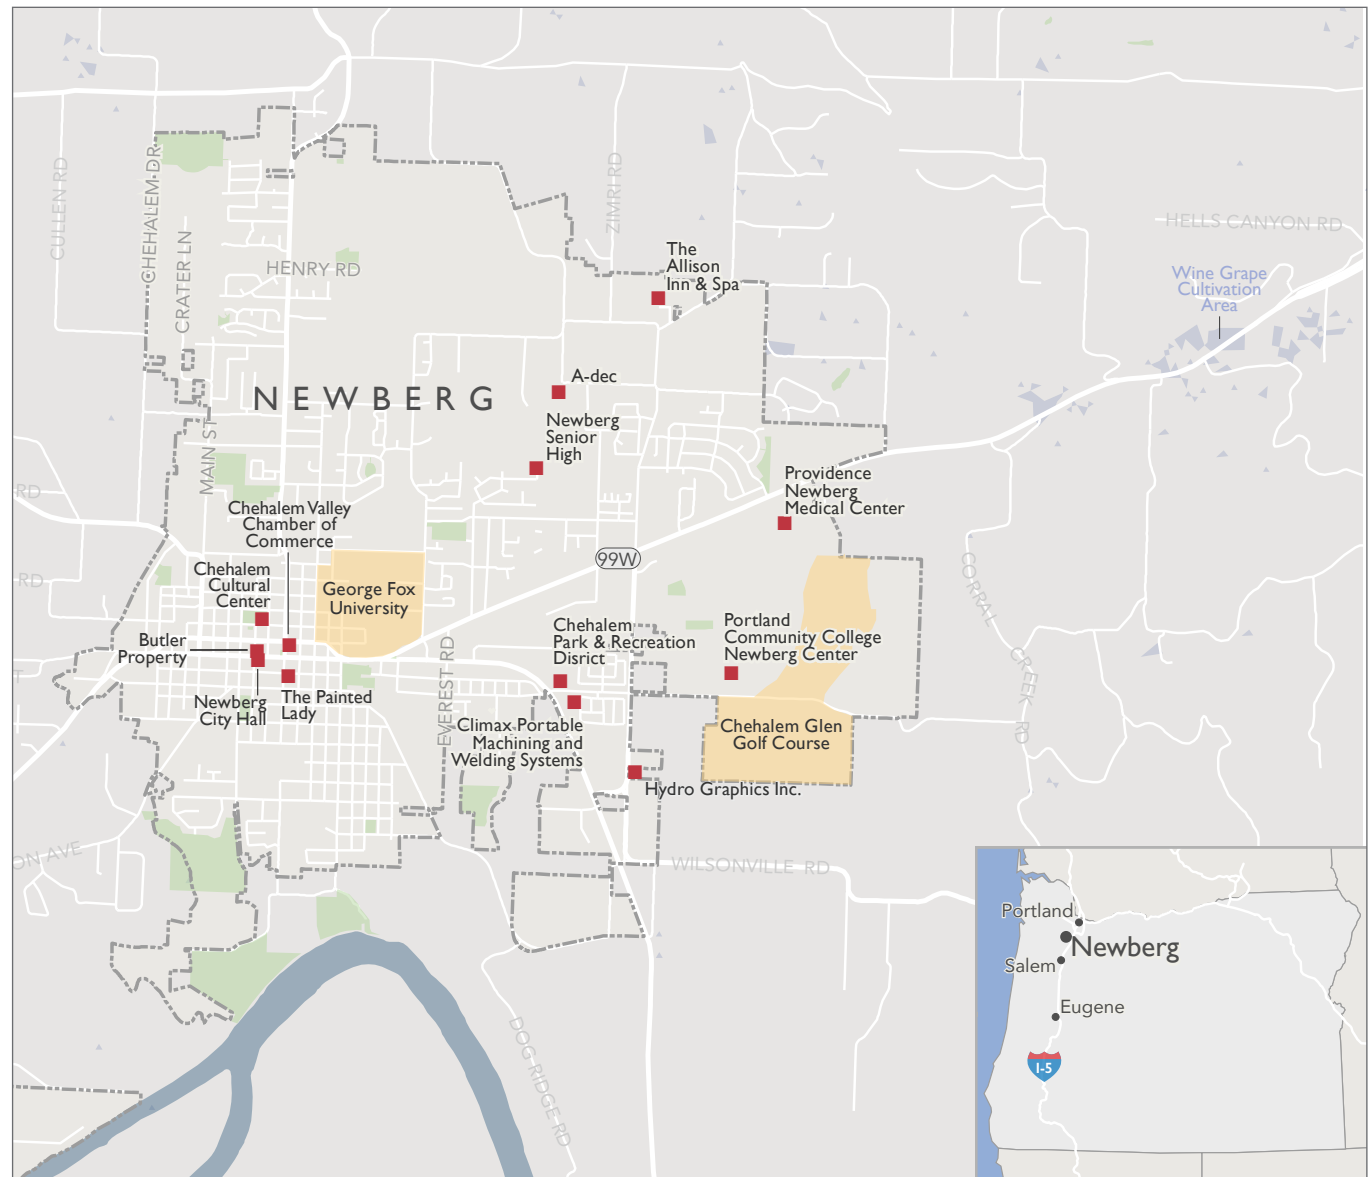 CULLEN RD
CHEHALEM DR
CRATER LN
HENRY RD
ZIMRI RD
HELLS CANYON RD
The
Allison
Inn & Spa
Wine Grape
Cultivation
Area
NEWBERG
A-dec
MAIN ST
Newberg
Senior
High
RD
Chehalem Valley
Chamber of
Commerce
Providence
Newberg
Medical Center
99W
RD
Chehalem
Cultural
Center
George Fox
University
CORRAL CREEK RD
Butler
Property
Chehalem
Park & Recreation
Disrict
Portland
Community College
Newberg Center
T
EVEREST RD
Newberg
City Hall
The Painted
Lady
Climax Portable
Machining and
Welding Systems
Chehalem Glen
Golf Course
Hydro Graphics Inc.
ON AVE
WILSONVILLE RD
DOG RIDGE RD
Portland
Newberg
Salem
Eugene
I-5